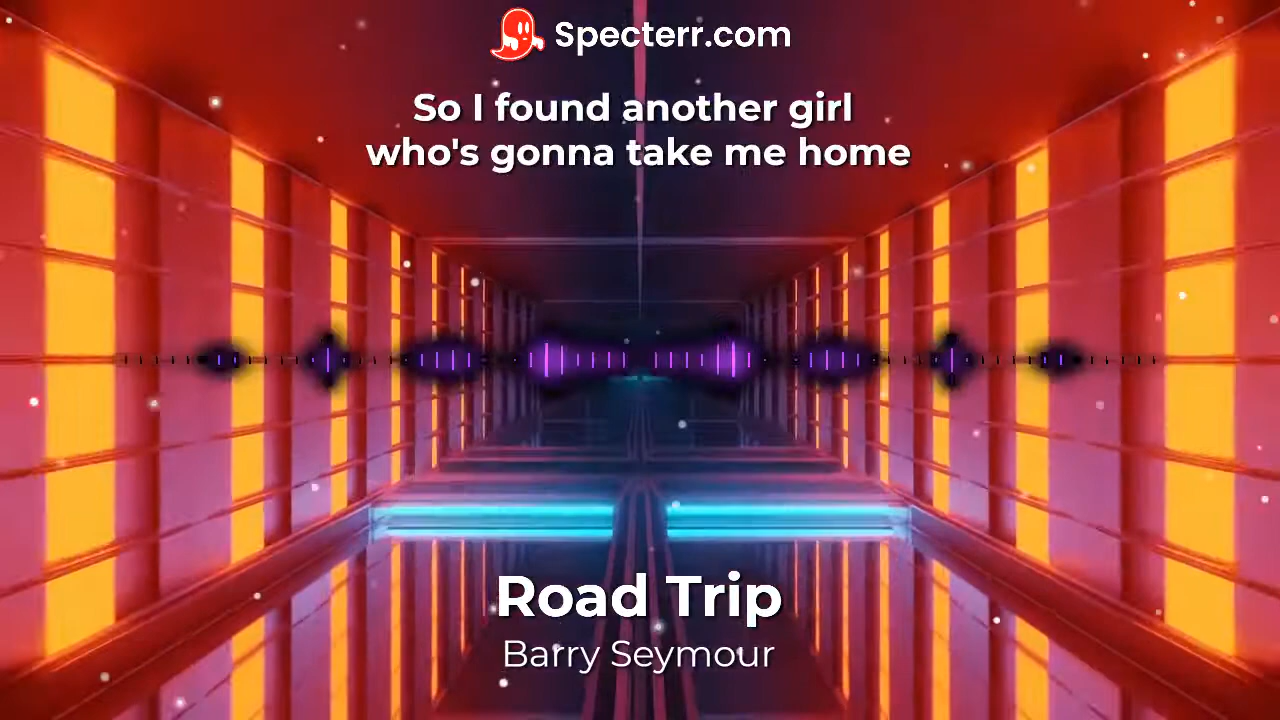 Specterr.com
So I found another girl
who's gonna take me home
Road Trip
Barry Seymour